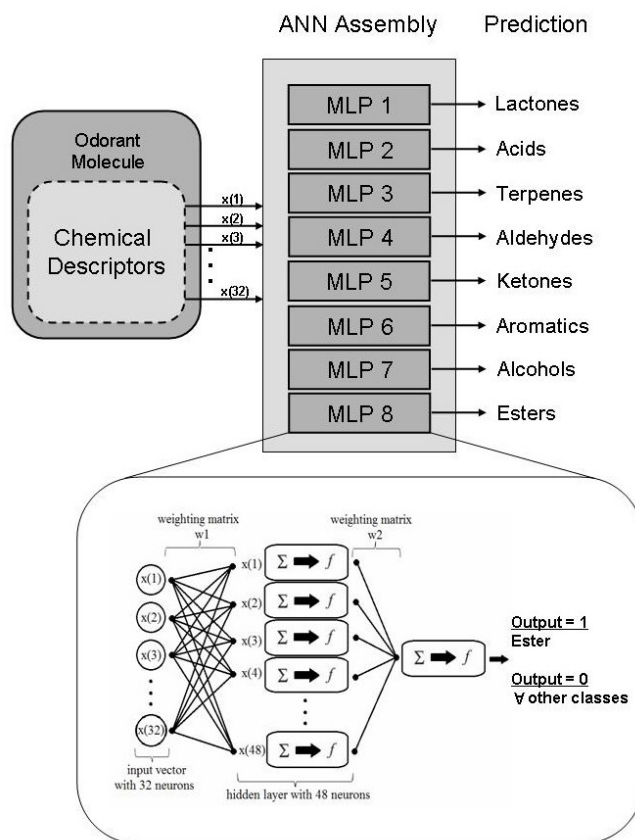 ANN Assembly
Prediction
Odorant
Molecule
Chemical
Descriptors
x(1)
x(2)
x(3)
x(32)
MLP 1
Lactones
MLP 2
Acids
MLP 3
Terpenes
MLP 4
Aldehydes
MLP 5
Ketones
MLP 6
Aromatics
MLP 7
Alcohols
MLP 8
Esters
weighting matrix
w1
weighting matrix
w2
x(1)
x(2)
x(3)
x(32)
input vector
with 32 neurons
x(1)
Σ f
x(2)
Σ f
x(3)
Σ f
x(4)
Σ f
x(48)
Σ f
hidden layer with 48 neurons
Σ f
Output = 1
Ester
Output = 0
∀ other classes